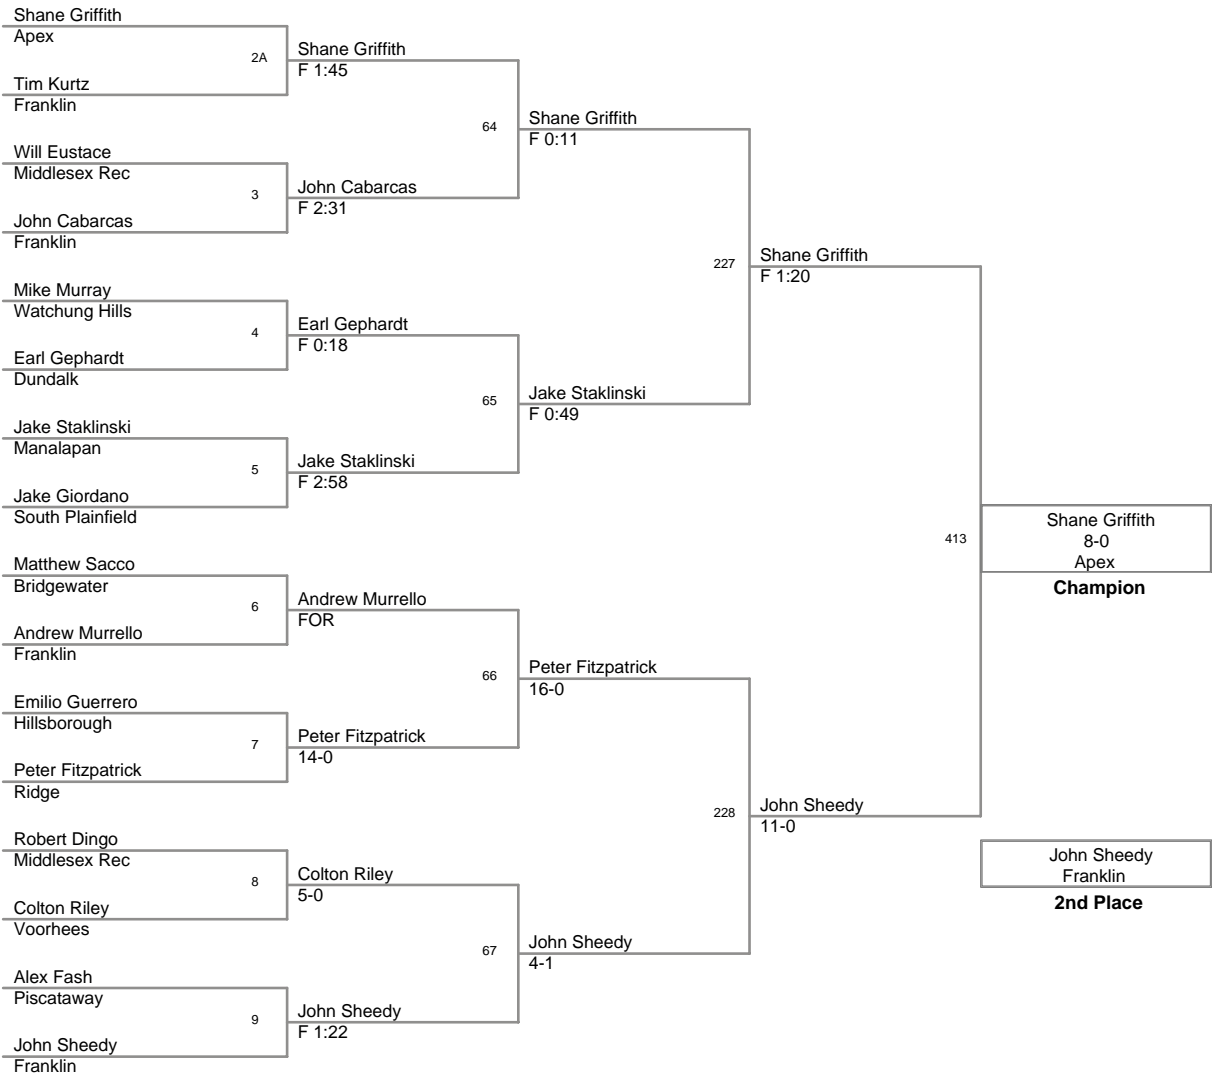 Shane Griffith
Apex
2A
Shane Griffith
F 1:45
Tim Kurtz
Franklin
64
Shane Griffith
F 0:11
Will Eustace
Middlesex Rec
3
John Cabarcas
F 2:31
John Cabarcas
Franklin
227
Shane Griffith
F 1:20
Mike Murray
Watchung Hills
4
Earl Gephardt
F 0:18
Earl Gephardt
Dundalk
65
Jake Staklinski
F 0:49
Jake Staklinski
Manalapan
5
Jake Staklinski
F 2:58
Jake Giordano
South Plainfield
413
Shane Griffith
8-0
Apex
Champion
Matthew Sacco
Bridgewater
6
Andrew Murrello
FOR
Andrew Murrello
Franklin
66
Peter Fitzpatrick
16-0
Emilio Guerrero
Hillsborough
7
Peter Fitzpatrick
14-0
Peter Fitzpatrick
Ridge
228
John Sheedy
11-0
Robert Dingo
Middlesex Rec
8
Colton Riley
5-0
Colton Riley
Voorhees
67
John Sheedy
4-1
John Sheedy
Franklin
2nd Place
Alex Fash
Piscataway
9
John Sheedy
F 1:22
John Sheedy
Franklin